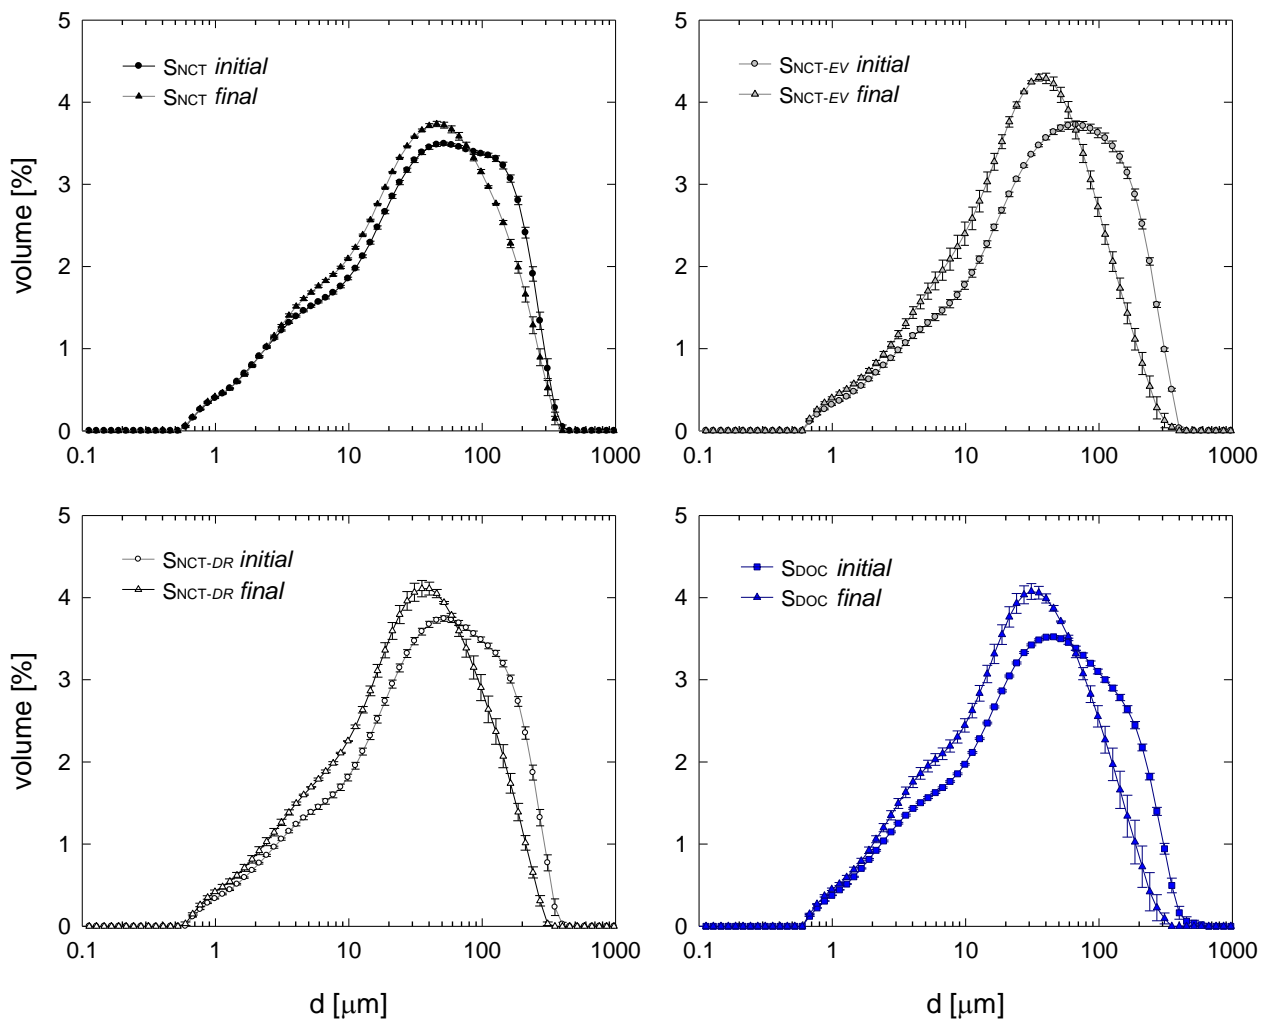 5
4
3
2
1
0
volume [%]
SNCT initial
SNCT final
0.1 1 10 100 1000
5
4
3
2
1
0
SNCT-EV initial
SNCT-EV final
0.1 1 10 100 1000
5
4
3
2
1
0
volume [%]
SNCT-DR initial
SNCT-DR final
0.1 1 10 100 1000
d [μm]
5
4
3
2
1
0
SDOC initial
SDOC final
0.1 1 10 100 1000
d [μm]